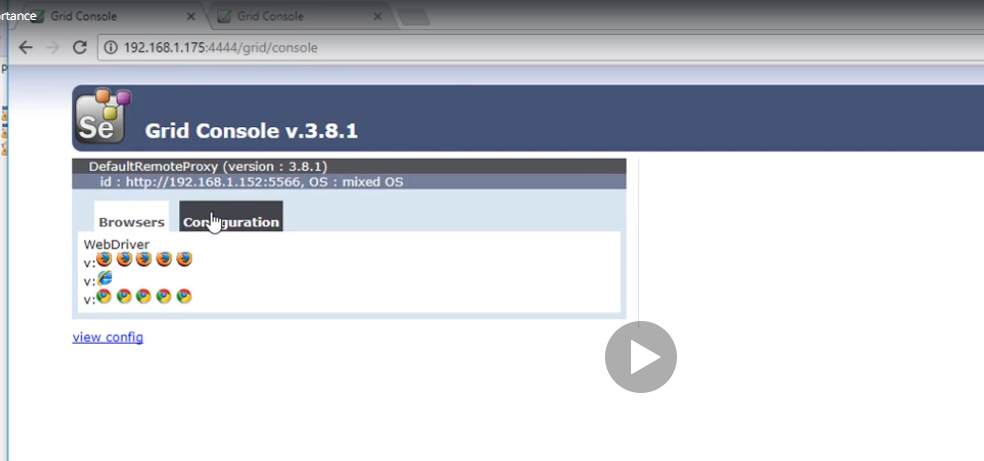 ortance
Grid Console
Grid Console
192.168.1.175:4444/grid/console
P
Se
Grid Console v.3.8.1
DefaultRemoteProxy (version : 3.8.1)
id : http://192.168.1.152:5566, OS : mixed OS
Browsers
Configuration
WebDriver
v:
v:
v:
view config